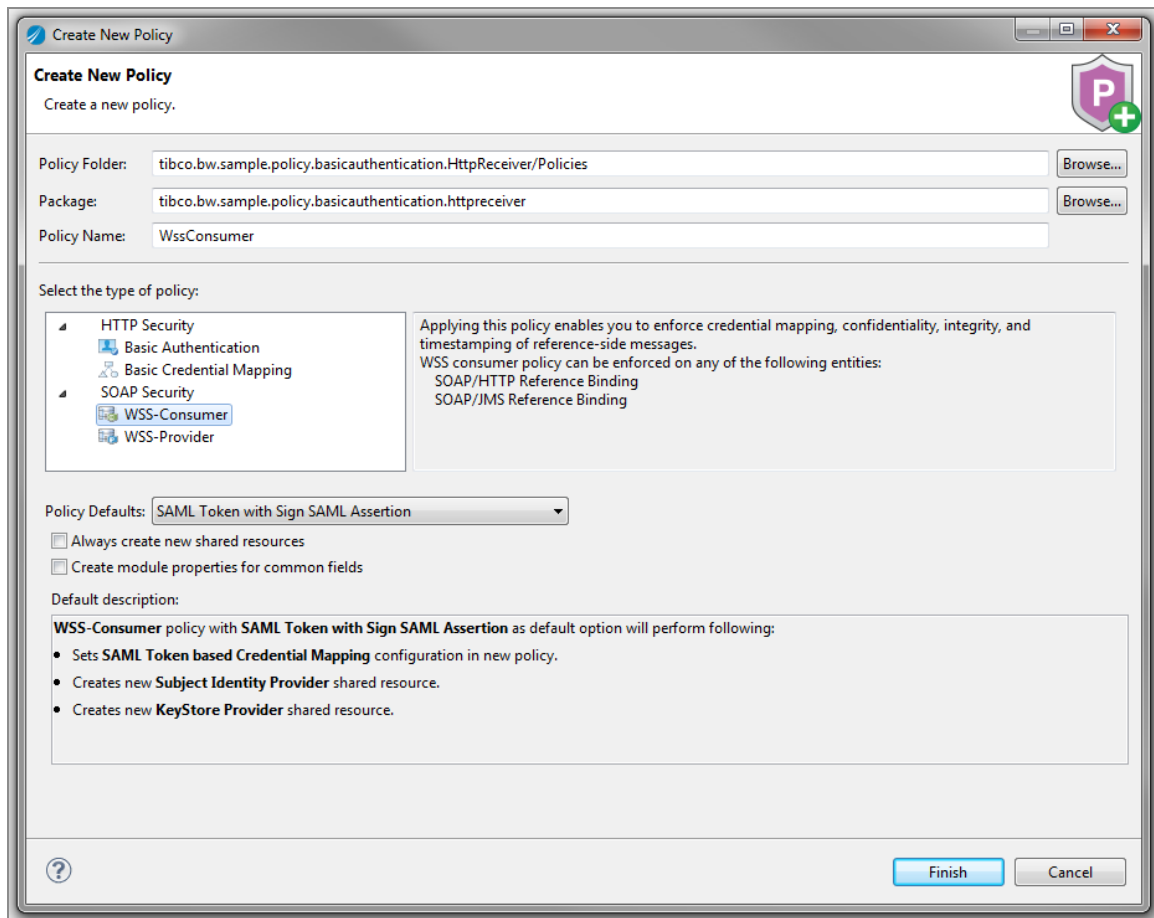 Create New Policy
Create New Policy
Create a new policy.
P
Policy Folder: tibco.bw.sample.policy.basicauthentication.HttpReceiver/Policies Browse...
Package: tibco.bw.sample.policy.basicauthentication.httpreceiver Browse...
Policy Name: WssConsumer
Select the type of policy:
HTTP Security
Basic Authentication
Basic Credential Mapping
SOAP Security
WSS-Consumer
WSS-Provider
Applying this policy enables you to enforce credential mapping, confidentiality, integrity, and
timestamping of reference-side messages.
WSS consumer policy can be enforced on any of the following entities:
SOAP/HTTP Reference Binding
SOAP/JMS Reference Binding
Policy Defaults: SAML Token with Sign SAML Assertion
Always create new shared resources
Create module properties for common fields
Default description:
WSS-Consumer policy with SAML Token with Sign SAML Assertion as default option will perform following:
• Sets SAML Token based Credential Mapping configuration in new policy.
• Creates new Subject Identity Provider shared resource.
• Creates new KeyStore Provider shared resource.
? Finish Cancel